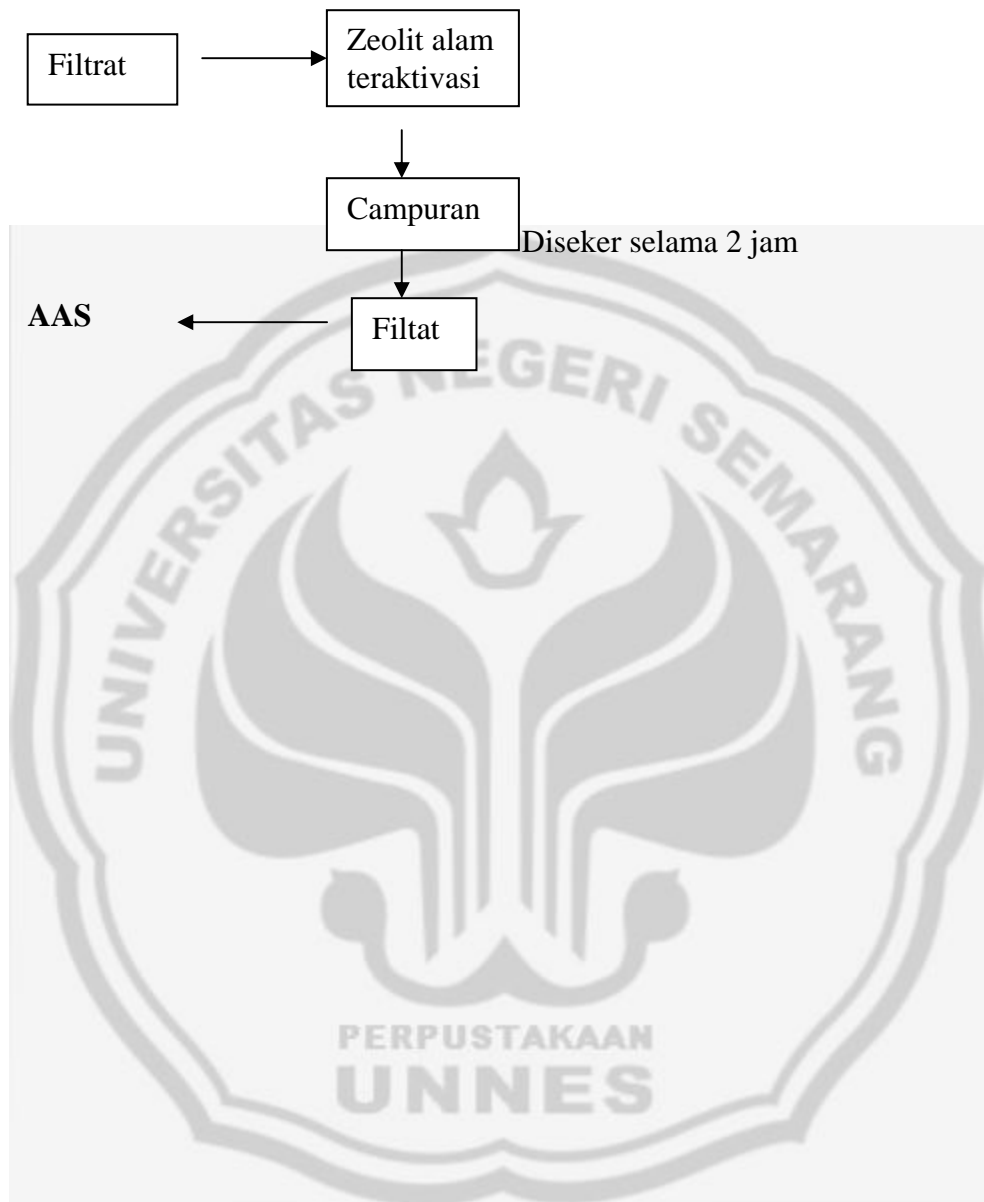 Filtrat
Zeolit alam
teraktivasi
Campuran
Diseker selama 2 jam
AAS
Filtat
UNIVERSITAS NEGERI SEMARANG
PERPUSTAKAAN
UNNES